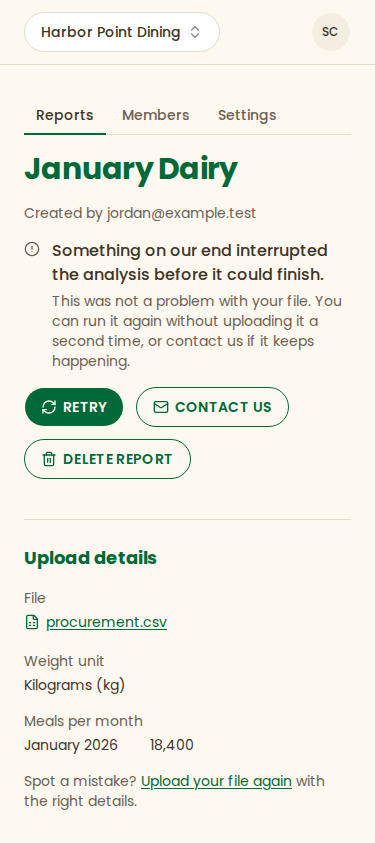 Harbor Point Dining
SC
Reports Members Settings
January Dairy
Created by jordan@example.test
Something on our end interrupted
the analysis before it could finish.
This was not a problem with your file. You
can run it again without uploading it a
second time, or contact us if it keeps
happening.
RETRY CONTACT US
DELETE REPORT
Upload details
File
procurement.csv
Weight unit
Kilograms (kg)
Meals per month
January 2026 18,400
Spot a mistake? Upload your file again with
the right details.